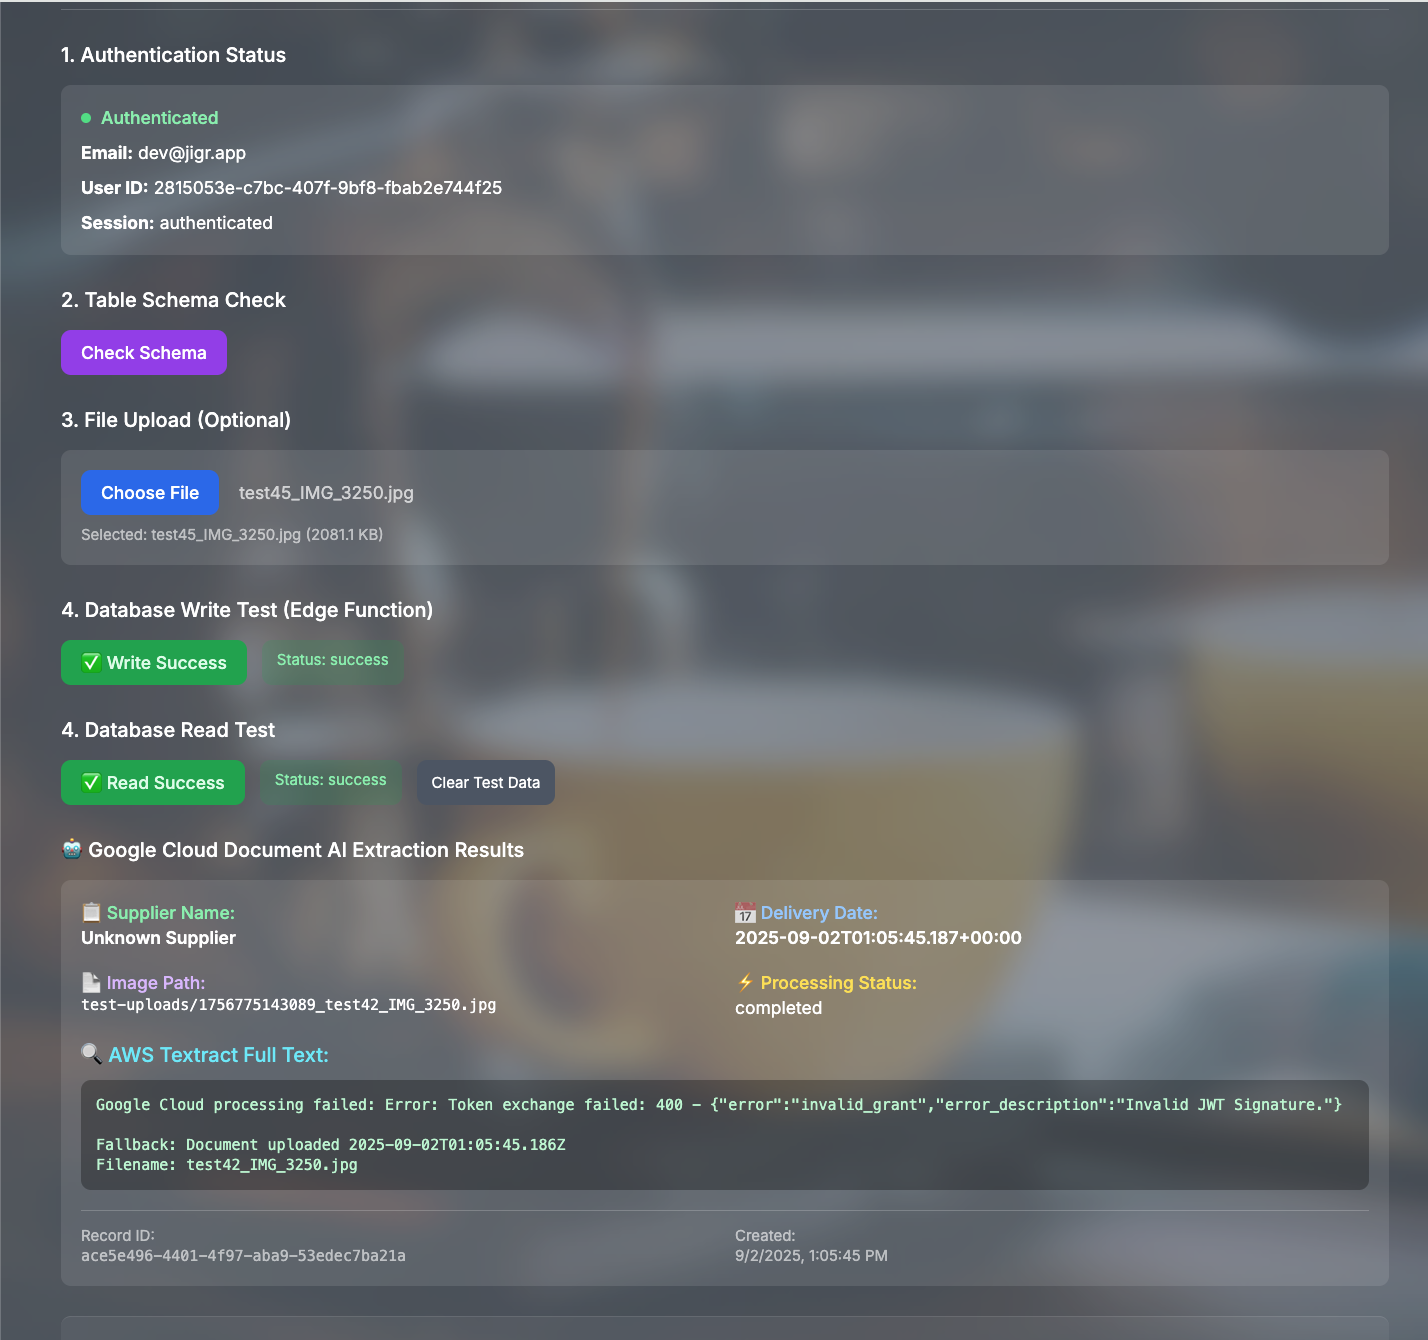 1. Authentication Status
Authenticated
Email: dev@jigr.app
User ID: 2815053e-c7bc-407f-9bf8-fbab2e744f25
Session: authenticated
2. Table Schema Check
Check Schema
3. File Upload (Optional)
Choose File test45_IMG_3250.jpg
Selected: test45_IMG_3250.jpg (2081.1 KB)
4. Database Write Test (Edge Function)
✅ Write Success Status: success
4. Database Read Test
✅ Read Success Status: success Clear Test Data
🤖 Google Cloud Document AI Extraction Results
📋 Supplier Name:
Unknown Supplier
📅 Delivery Date:
2025-09-02T01:05:45.187+00:00
📄 Image Path:
test-uploads/1756775143089_test42_IMG_3250.jpg
⚡ Processing Status:
completed
🔍 AWS Textract Full Text:
Google Cloud processing failed: Error: Token exchange failed: 400 - {"error":"invalid_grant","error_description":"Invalid JWT Signature."}
Fallback: Document uploaded 2025-09-02T01:05:45.186Z
Filename: test42_IMG_3250.jpg
Record ID:
ace5e496-4401-4f97-aba9-53edec7ba21a
Created:
9/2/2025, 1:05:45 PM